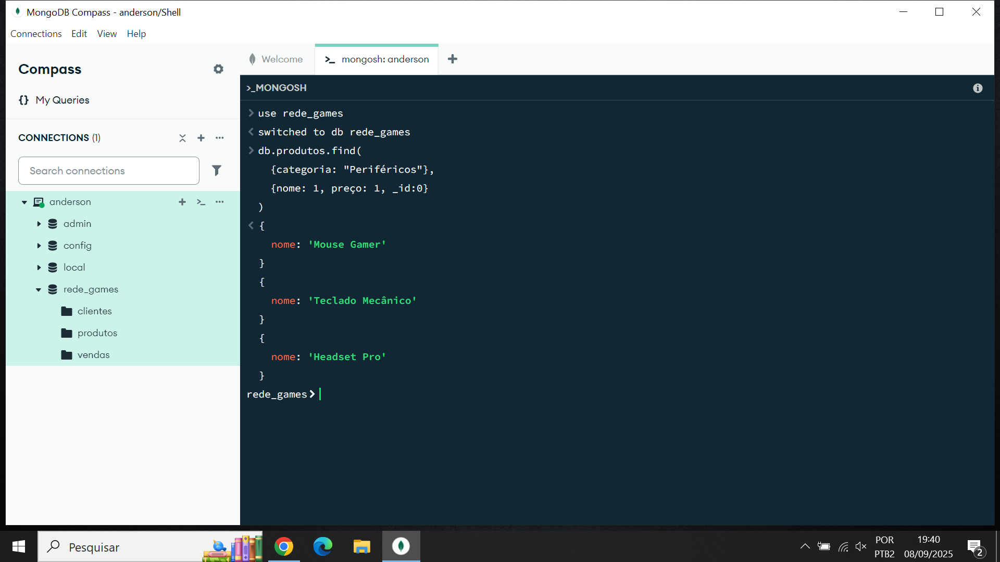 MongoDB Compass - anderson/Shell
Connections Edit View Help
Compass
{} My Queries
CONNECTIONS (1)
Search connections
anderson
admin
config
local
rede_games
clientes
produtos
vendas
Welcome
>_ mongosh: anderson
>_MONGOSH
> use rede_games
< switched to db rede_games
> db.produtos.find(
{categoria: "Periféricos"},
{nome: 1, preço: 1, _id:0}
)
< {
nome: 'Mouse Gamer'
}
{
nome: 'Teclado Mecânico'
}
{
nome: 'Headset Pro'
}
rede_games>
Pesquisar
POR
PTB2
19:40
08/09/2025
2